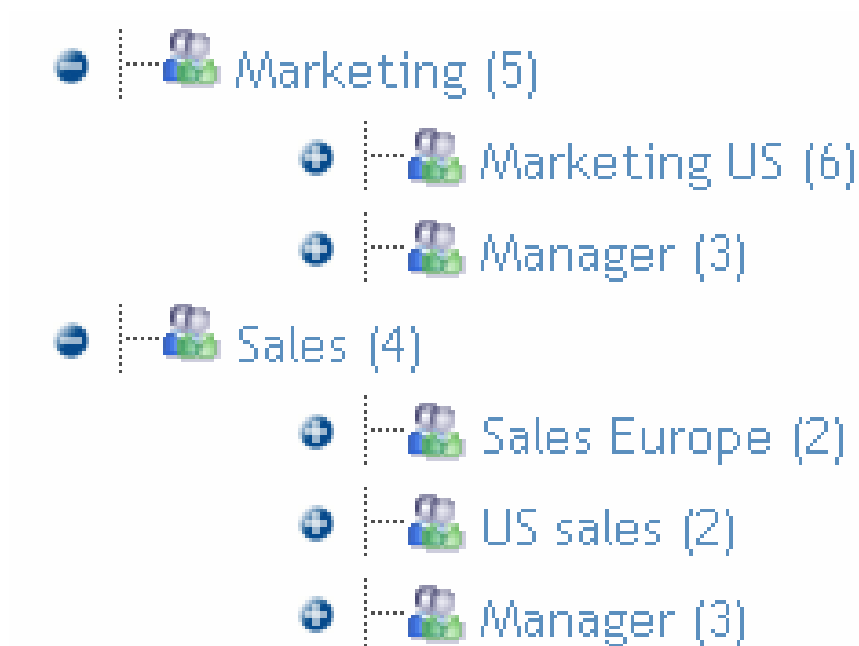 Marketing (5)
Marketing US (6)
Manager (3)
Sales (4)
Sales Europe (2)
US sales (2)
Manager (3)